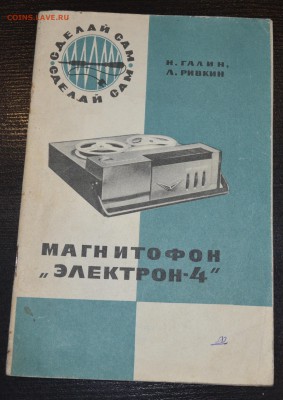 COINS.LAVE.RU
СДЕЛАЙ САМ • СДЕЛАЙ САМ •
И. ГАЛИН,
Л. РИВКИН
МАГНИТОФОН
„ЭЛЕКТРОН-4"